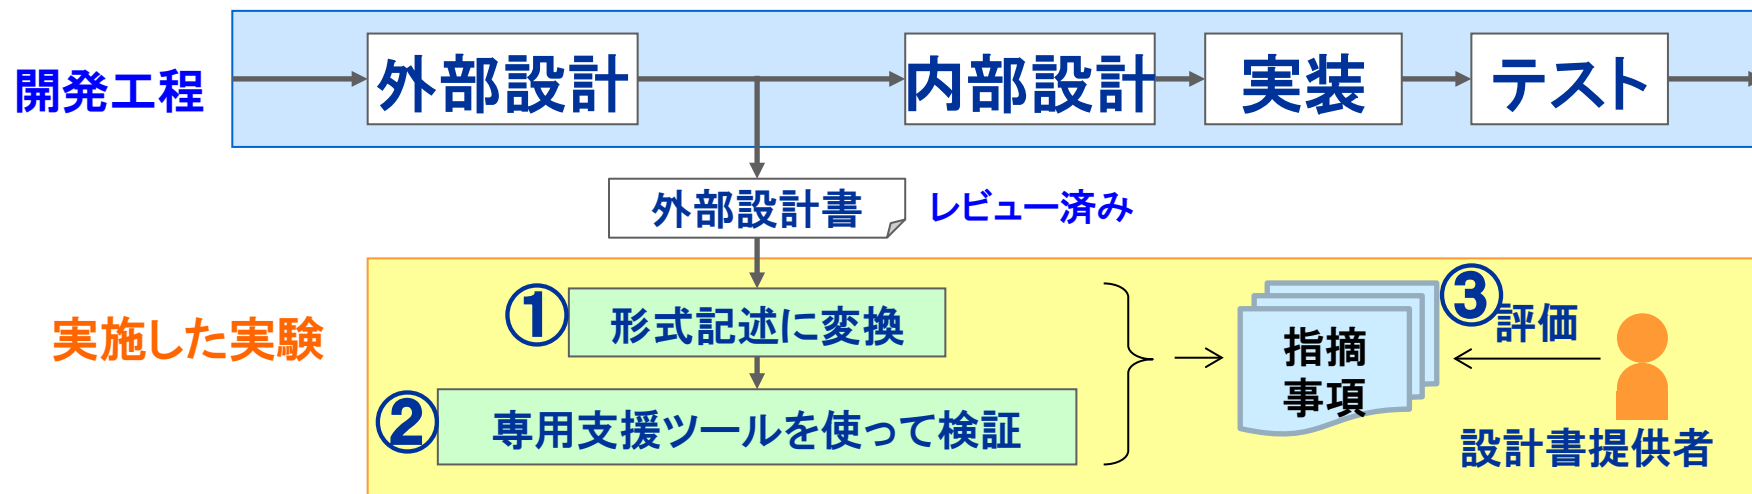 開発工程
外部設計
内部設計
実装
テスト
外部設計書
レビュー済み
実施した実験
①
形式記述に変換
②
専用支援ツールを使って検証
指摘
事項
③
評価
設計書提供者